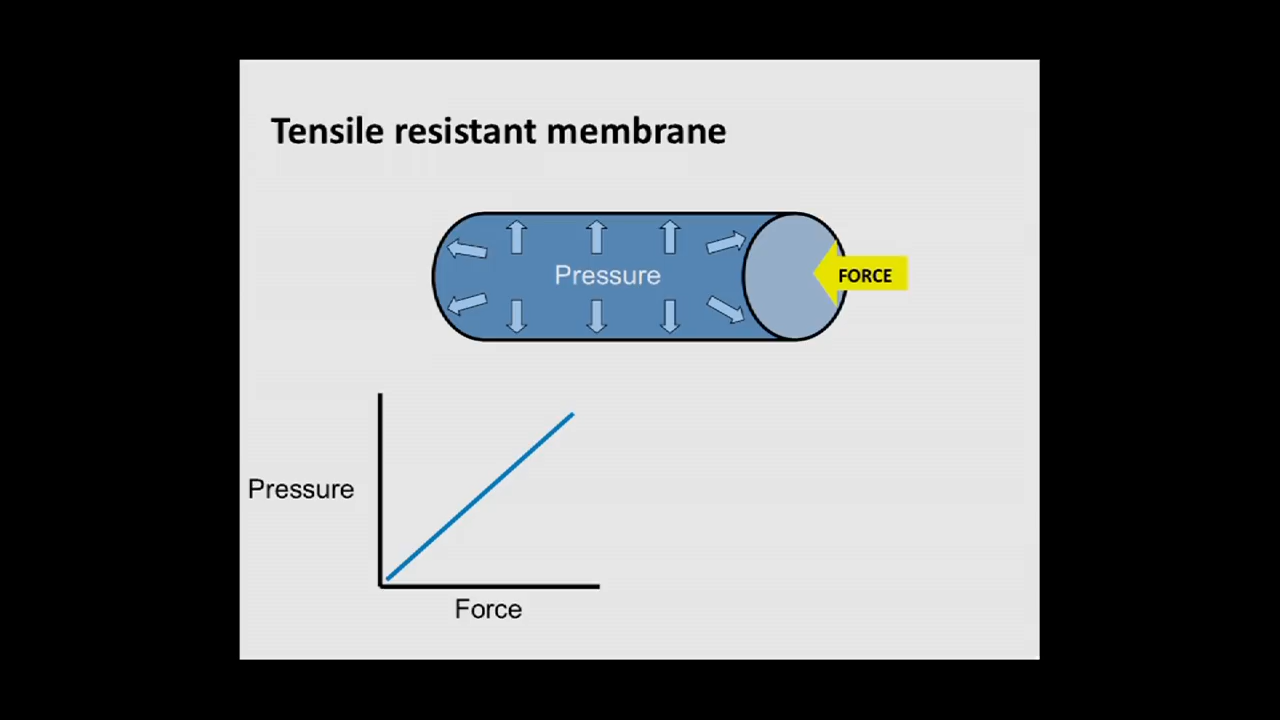 Tensile resistant membrane
Pressure
FORCE
Pressure
Force